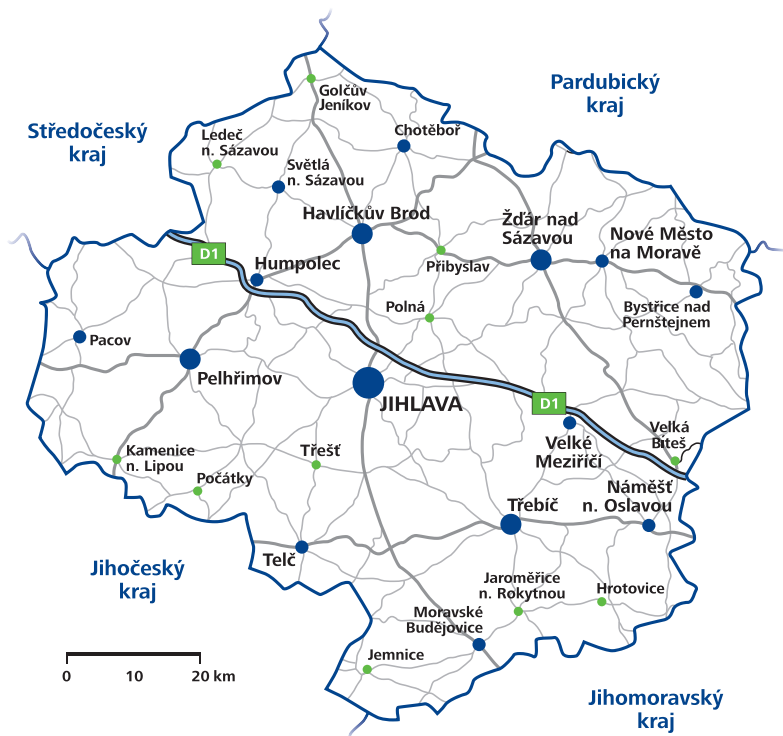 Pardubický
kraj
Středočeský
kraj
Golčův
Jeníkov
Ledeč
n. Sázavou
Chotěboř
Světlá
n. Sázavou
Havlíčkův Brod
Žďár nad
Sázavou
Nové Město
na Moravě
D1
Humpolec
Přibyslav
Bystřice nad
Pernštejnem
Polná
Pacov
Pelhřimov
JIHLAVA
D1
Velké
Meziříčí
Velká
Bíteš
Kamenice
n. Lipou
Třešť
Počátky
Náměšť
n. Oslavou
Třebíč
Telč
Jihočeský
kraj
Jaroměřice
n. Rokytnou
Hrotovice
Moravské
Budějovice
Jemnice
0 10 20 km
Jihomoravský
kraj